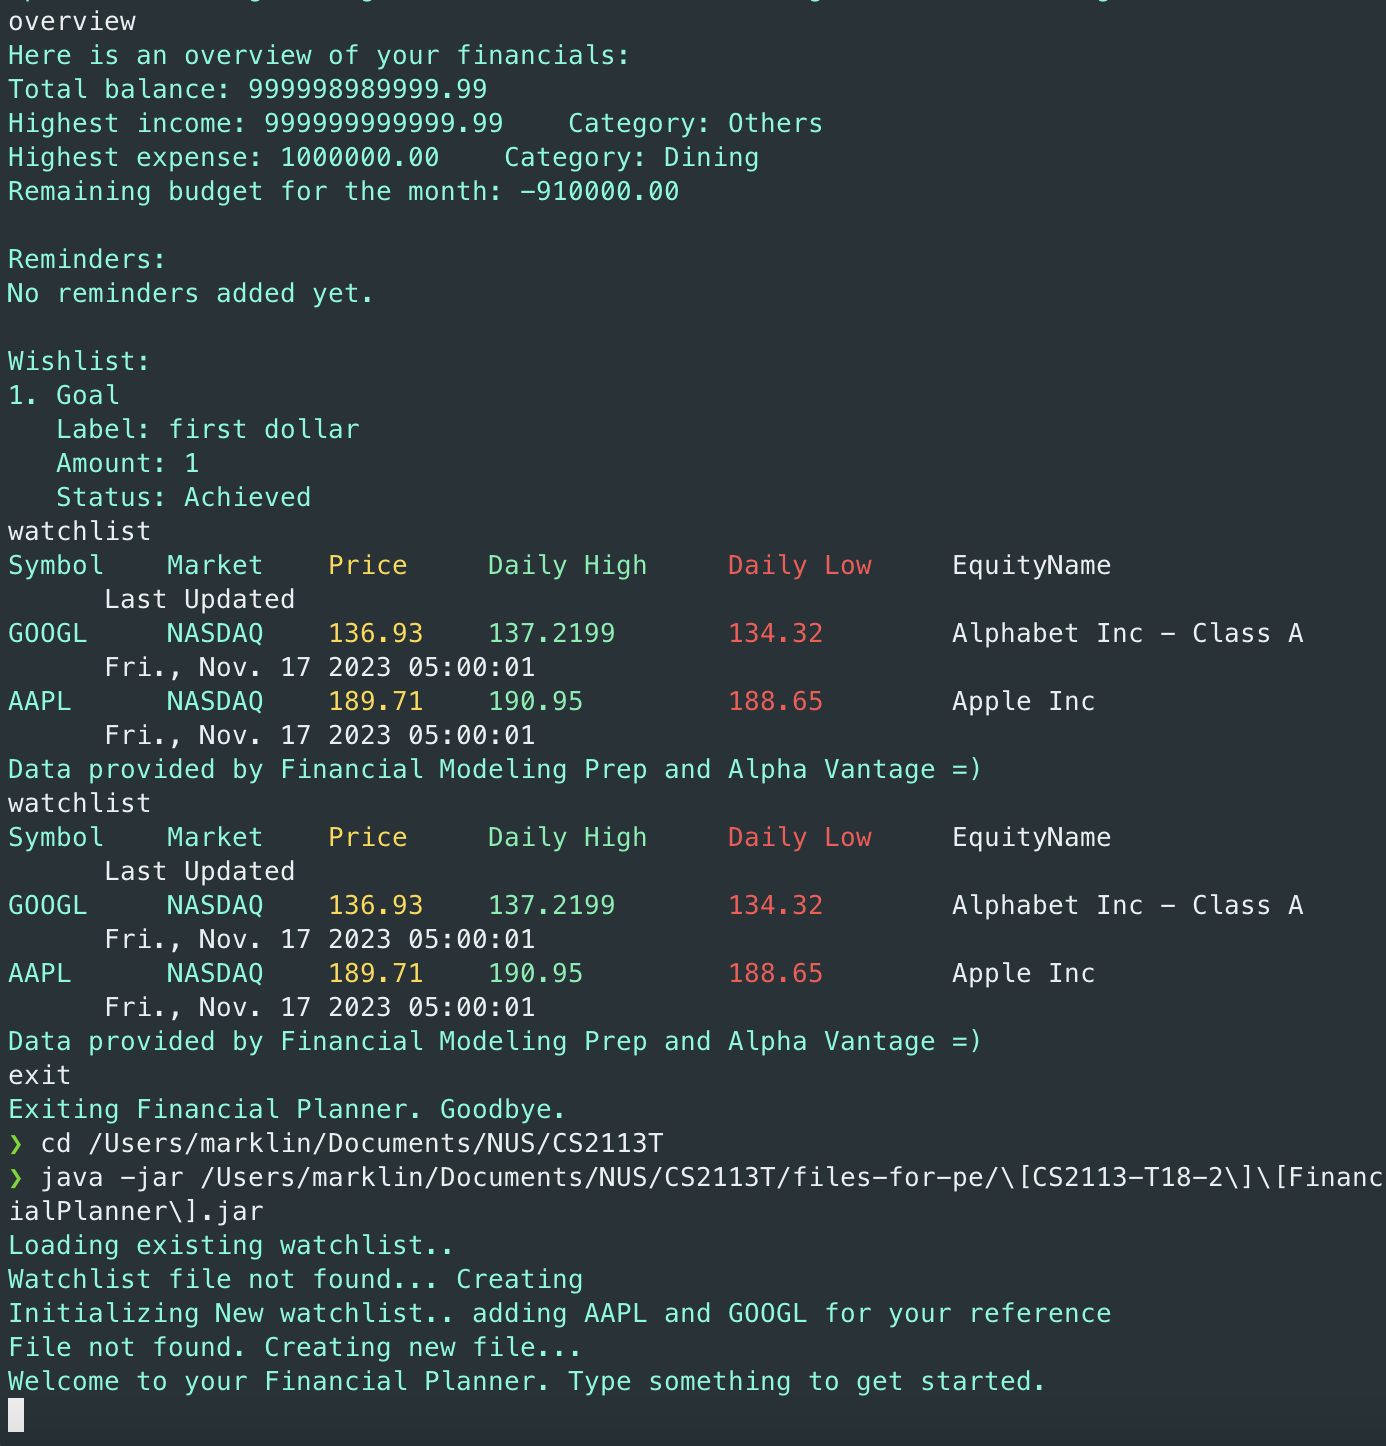 overview
Here is an overview of your financials:
Total balance: 999998989999.99
Highest income: 999999999999.99    Category: Others
Highest expense: 1000000.00    Category: Dining
Remaining budget for the month: -910000.00

Reminders:
No reminders added yet.

Wishlist:
1. Goal
   Label: first dollar
   Amount: 1
   Status: Achieved
watchlist
Symbol    Market    Price     Daily High     Daily Low     EquityName
      Last Updated
GOOGL     NASDAQ    136.93    137.2199       134.32        Alphabet Inc - Class A
      Fri., Nov. 17 2023 05:00:01
AAPL      NASDAQ    189.71    190.95         188.65        Apple Inc
      Fri., Nov. 17 2023 05:00:01
Data provided by Financial Modeling Prep and Alpha Vantage =)
watchlist
Symbol    Market    Price     Daily High     Daily Low     EquityName
      Last Updated
GOOGL     NASDAQ    136.93    137.2199       134.32        Alphabet Inc - Class A
      Fri., Nov. 17 2023 05:00:01
AAPL      NASDAQ    189.71    190.95         188.65        Apple Inc
      Fri., Nov. 17 2023 05:00:01
Data provided by Financial Modeling Prep and Alpha Vantage =)
exit
Exiting Financial Planner. Goodbye.
❯ cd /Users/marklin/Documents/NUS/CS2113T
❯ java -jar /Users/marklin/Documents/NUS/CS2113T/files-for-pe/\[CS2113-T18-2\]\[Financ
ialPlanner\].jar
Loading existing watchlist..
Watchlist file not found... Creating
Initializing New watchlist.. adding AAPL and GOOGL for your reference
File not found. Creating new file...
Welcome to your Financial Planner. Type something to get started.